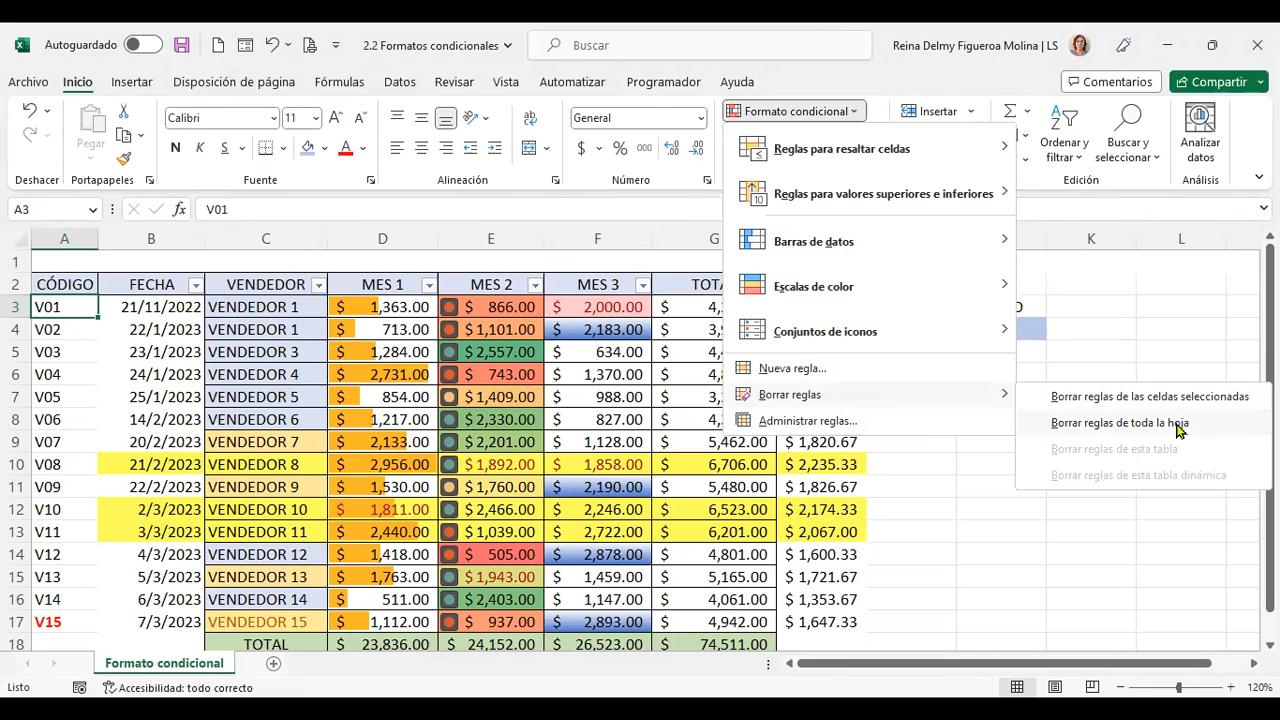 Autoguardado
2.2 Formatos condicionales
Buscar
Reina Delmy Figueroa Molina | LS
Archivo Inicio Insertar Disposición de página Fórmulas Datos Revisar Vista Automatizar Programador Ayuda
Comentarios Compartir
Pegar
Calibri 11
N K S
General
$ % 000
Formato condicional
Insertar
Ordenar y filtrar
Buscar y seleccionar
Analizar datos
Deshacer Portapapeles Fuente Alineación Número Edición Análisis
Reglas para resaltar celdas
Reglas para valores superiores e inferiores
Barras de datos
Escalas de color
Conjuntos de iconos
Nueva regla...
Borrar reglas
Administrar reglas...
Borrar reglas de las celdas seleccionadas
Borrar reglas de toda la hoja
Borrar reglas de esta tabla
Borrar reglas de esta tabla dinámica
A3 fx V01
A B C D E F G K L
1
2 CÓDIGO FECHA VENDEDOR MES 1 MES 2 MES 3
3 V01 21/11/2022 VENDEDOR 1 $ 1,363.00 $ 866.00 $ 2,000.00 $
4 V02 22/1/2023 VENDEDOR 1 $ 713.00 $ 1,101.00 $ 2,183.00 $
5 V03 23/1/2023 VENDEDOR 3 $ 1,284.00 $ 2,557.00 $ 634.00 $
6 V04 24/1/2023 VENDEDOR 4 $ 2,731.00 $ 743.00 $ 1,370.00 $
7 V05 25/1/2023 VENDEDOR 5 $ 854.00 $ 1,409.00 $ 988.00 $
8 V06 14/2/2023 VENDEDOR 6 $ 1,217.00 $ 2,330.00 $ 827.00 $
9 V07 20/2/2023 VENDEDOR 7 $ 2,133.00 $ 2,201.00 $ 1,128.00 $ 5,462.00 $ 1,820.67
10 V08 21/2/2023 VENDEDOR 8 $ 2,956.00 $ 1,892.00 $ 1,858.00 $ 6,706.00 $ 2,235.33
11 V09 22/2/2023 VENDEDOR 9 $ 1,530.00 $ 1,760.00 $ 2,190.00 $ 5,480.00 $ 1,826.67
12 V10 2/3/2023 VENDEDOR 10 $ 1,811.00 $ 2,466.00 $ 2,246.00 $ 6,523.00 $ 2,174.33
13 V11 3/3/2023 VENDEDOR 11 $ 2,440.00 $ 1,039.00 $ 2,722.00 $ 6,201.00 $ 2,067.00
14 V12 4/3/2023 VENDEDOR 12 $ 1,418.00 $ 505.00 $ 2,878.00 $ 4,801.00 $ 1,600.33
15 V13 5/3/2023 VENDEDOR 13 $ 1,763.00 $ 1,943.00 $ 1,459.00 $ 5,165.00 $ 1,721.67
16 V14 6/3/2023 VENDEDOR 14 $ 511.00 $ 2,403.00 $ 1,147.00 $ 4,061.00 $ 1,353.67
17 V15 7/3/2023 VENDEDOR 15 $ 1,112.00 $ 937.00 $ 2,893.00 $ 4,942.00 $ 1,647.33
18 TOTAL $ 23,836.00 $ 24,152.00 $ 26,523.00 $ 74,511.00
Formato condicional
Listo Accesibilidad: todo correcto 120%